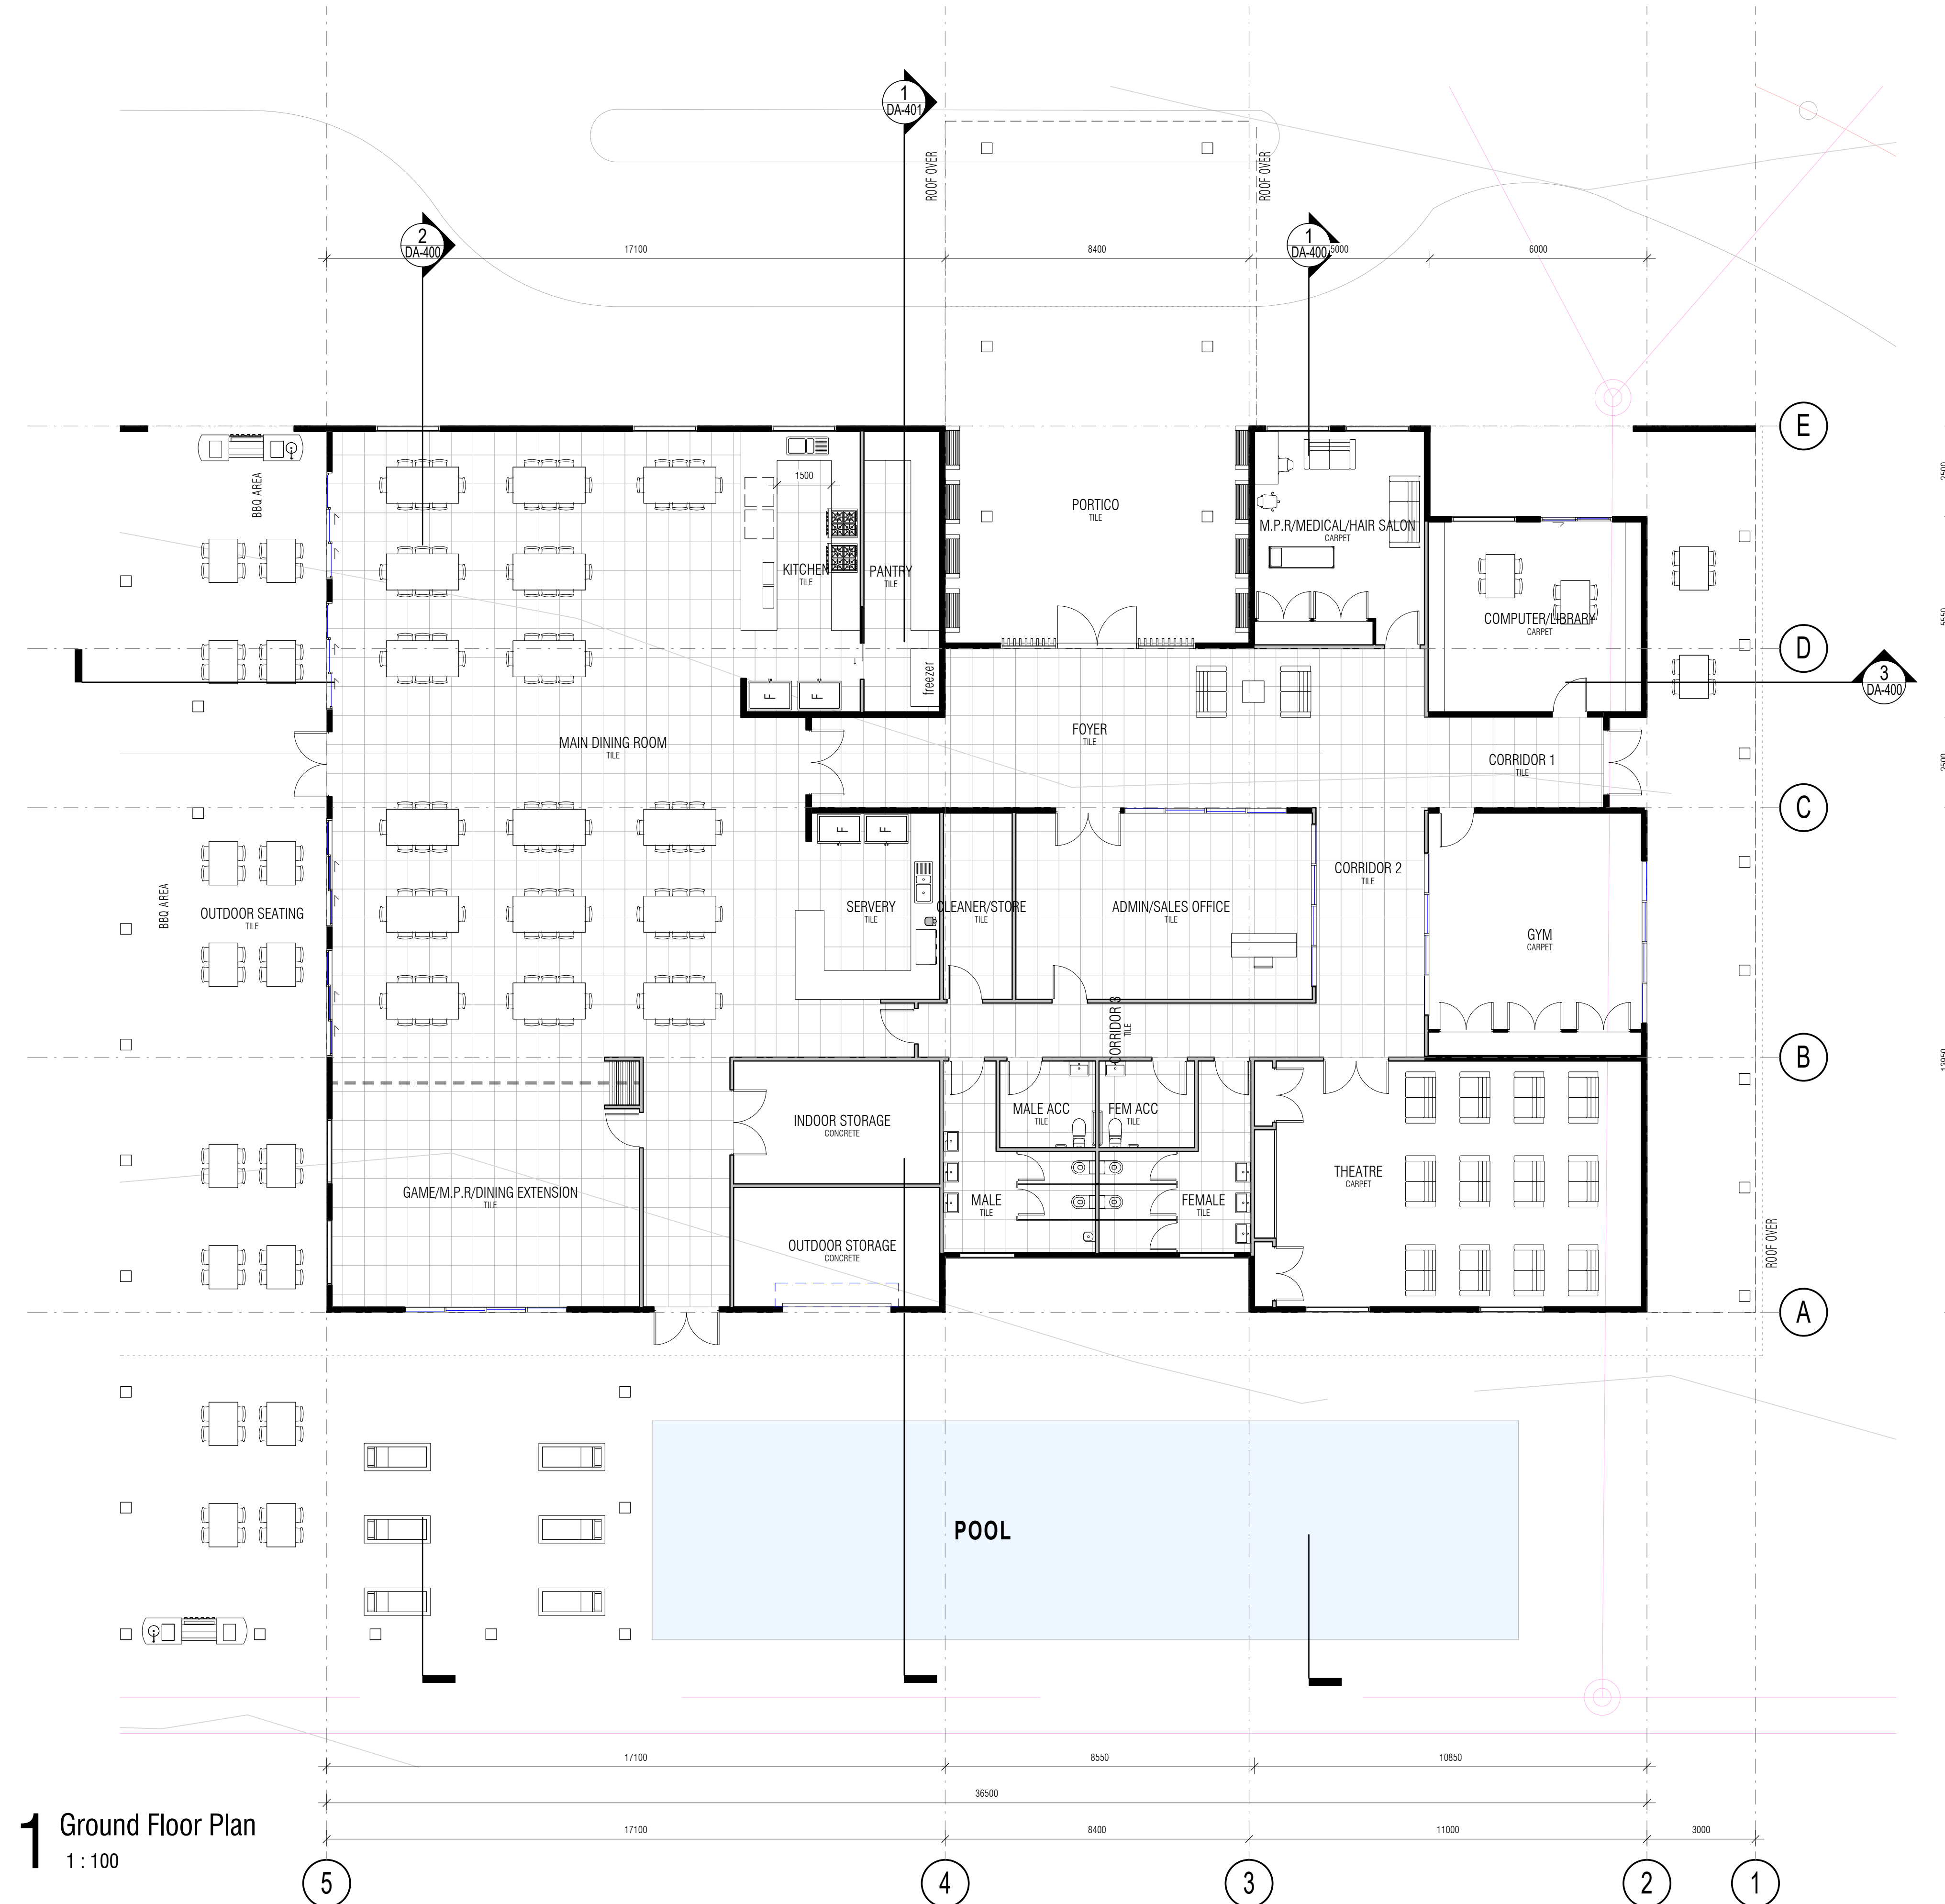 1
DA-401
ROOF OVER
ROOF OVER
2
DA-400
1
DA-400
17100
8400
5000
6000
E
BBQ AREA
1500
KITCHEN
TILE
PANTRY
TILE
PORTICO
TILE
M.P.R/MEDICAL/HAIR SALON
CARPET
COMPUTER/LIBRARY
CARPET
D
F
F
freezer
3
DA-400
FOYER
TILE
MAIN DINING ROOM
TILE
CORRIDOR 1
TILE
C
F
F
BBQ AREA
OUTDOOR SEATING
TILE
SERVERY
TILE
CLEANER/STORE
TILE
ADMIN/SALES OFFICE
TILE
CORRIDOR 2
TILE
GYM
CARPET
CORRIDOR 3
TILE
B
INDOOR STORAGE
CONCRETE
MALE ACC
TILE
FEM ACC
TILE
GAME/M.P.R/DINING EXTENSION
TILE
MALE
TILE
FEMALE
TILE
THEATRE
CARPET
OUTDOOR STORAGE
CONCRETE
ROOF OVER
A
POOL
17100
8550
10850
36500
17100
8400
11000
3000
1 Ground Floor Plan
1 : 100
5
4
3
2
1